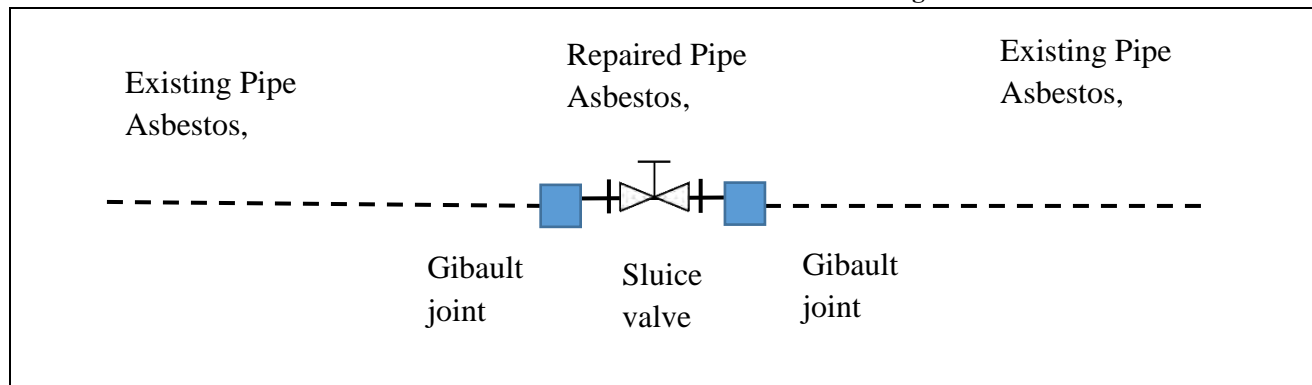 Existing Pipe
Asbestos,
Repaired Pipe
Asbestos,
Existing Pipe
Asbestos,
Gibault
joint
Sluice
valve
Gibault
joint